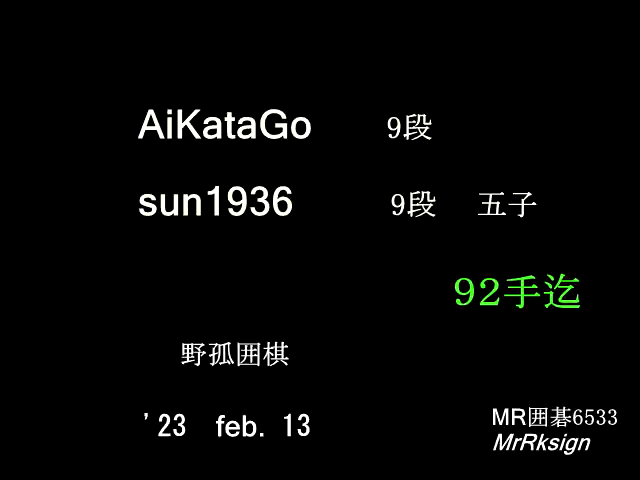 AiKataGo 9段
sun1936 9段 五子
92手迄
野孤囲棋
'23 feb. 13
MR囲碁6533
MrRksign